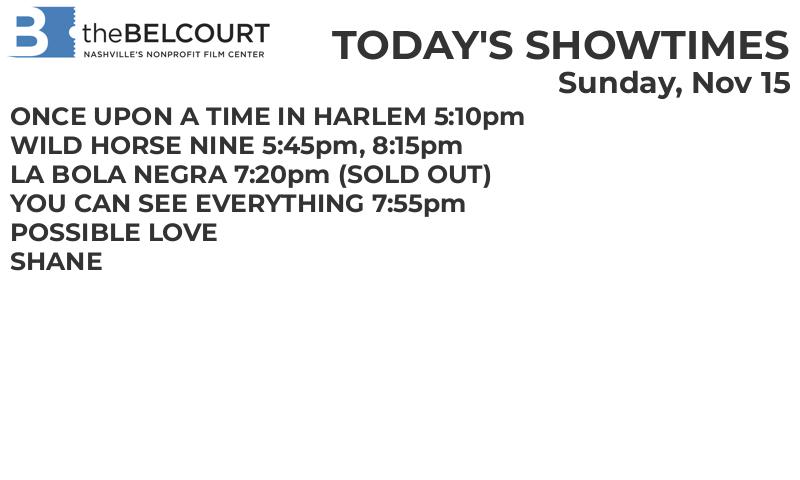 B theBELCOURT
NASHVILLE'S NONPROFIT FILM CENTER
TODAY'S SHOWTIMES
Sunday, Nov 15
ONCE UPON A TIME IN HARLEM 5:10pm
WILD HORSE NINE 5:45pm, 8:15pm
LA BOLA NEGRA 7:20pm (SOLD OUT)
YOU CAN SEE EVERYTHING 7:55pm
POSSIBLE LOVE
SHANE